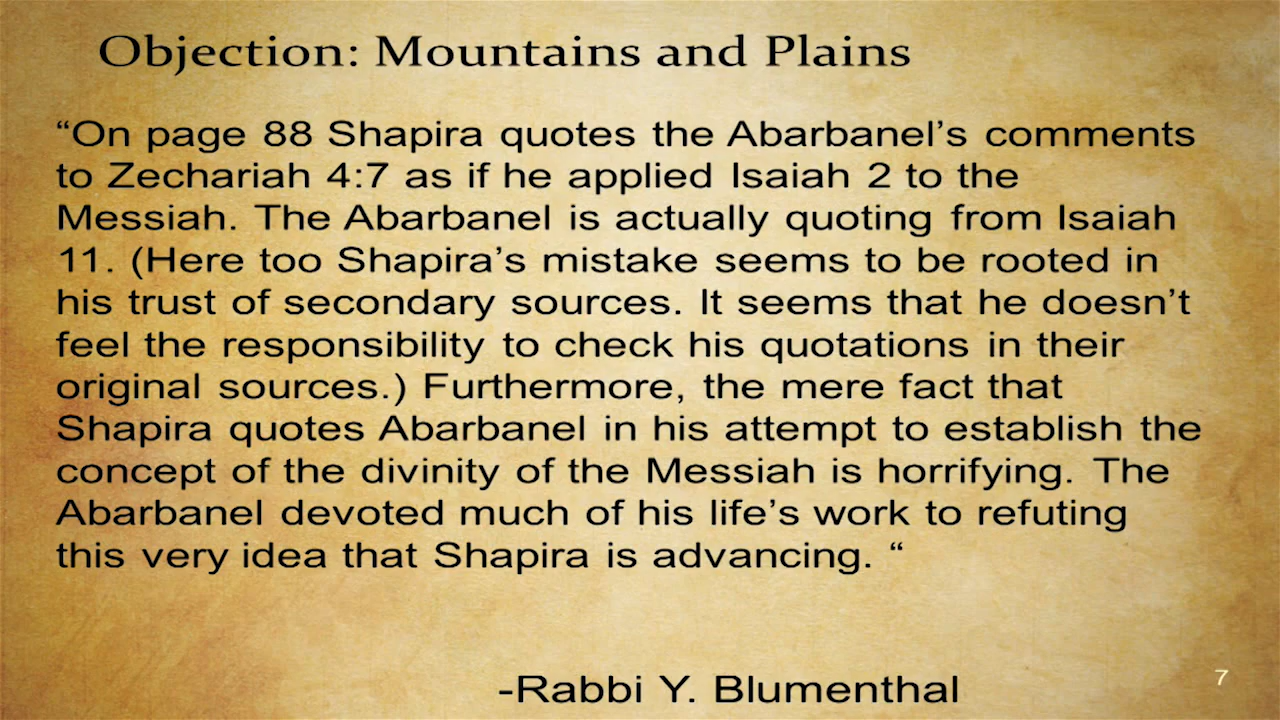 Objection: Mountains and Plains
“On page 88 Shapira quotes the Abarbanel’s comments
to Zechariah 4:7 as if he applied Isaiah 2 to the
Messiah. The Abarbanel is actually quoting from Isaiah
11. (Here too Shapira’s mistake seems to be rooted in
his trust of secondary sources. It seems that he doesn’t
feel the responsibility to check his quotations in their
original sources.) Furthermore, the mere fact that
Shapira quotes Abarbanel in his attempt to establish the
concept of the divinity of the Messiah is horrifying. The
Abarbanel devoted much of his life’s work to refuting
this very idea that Shapira is advancing. “
-Rabbi Y. Blumenthal
7